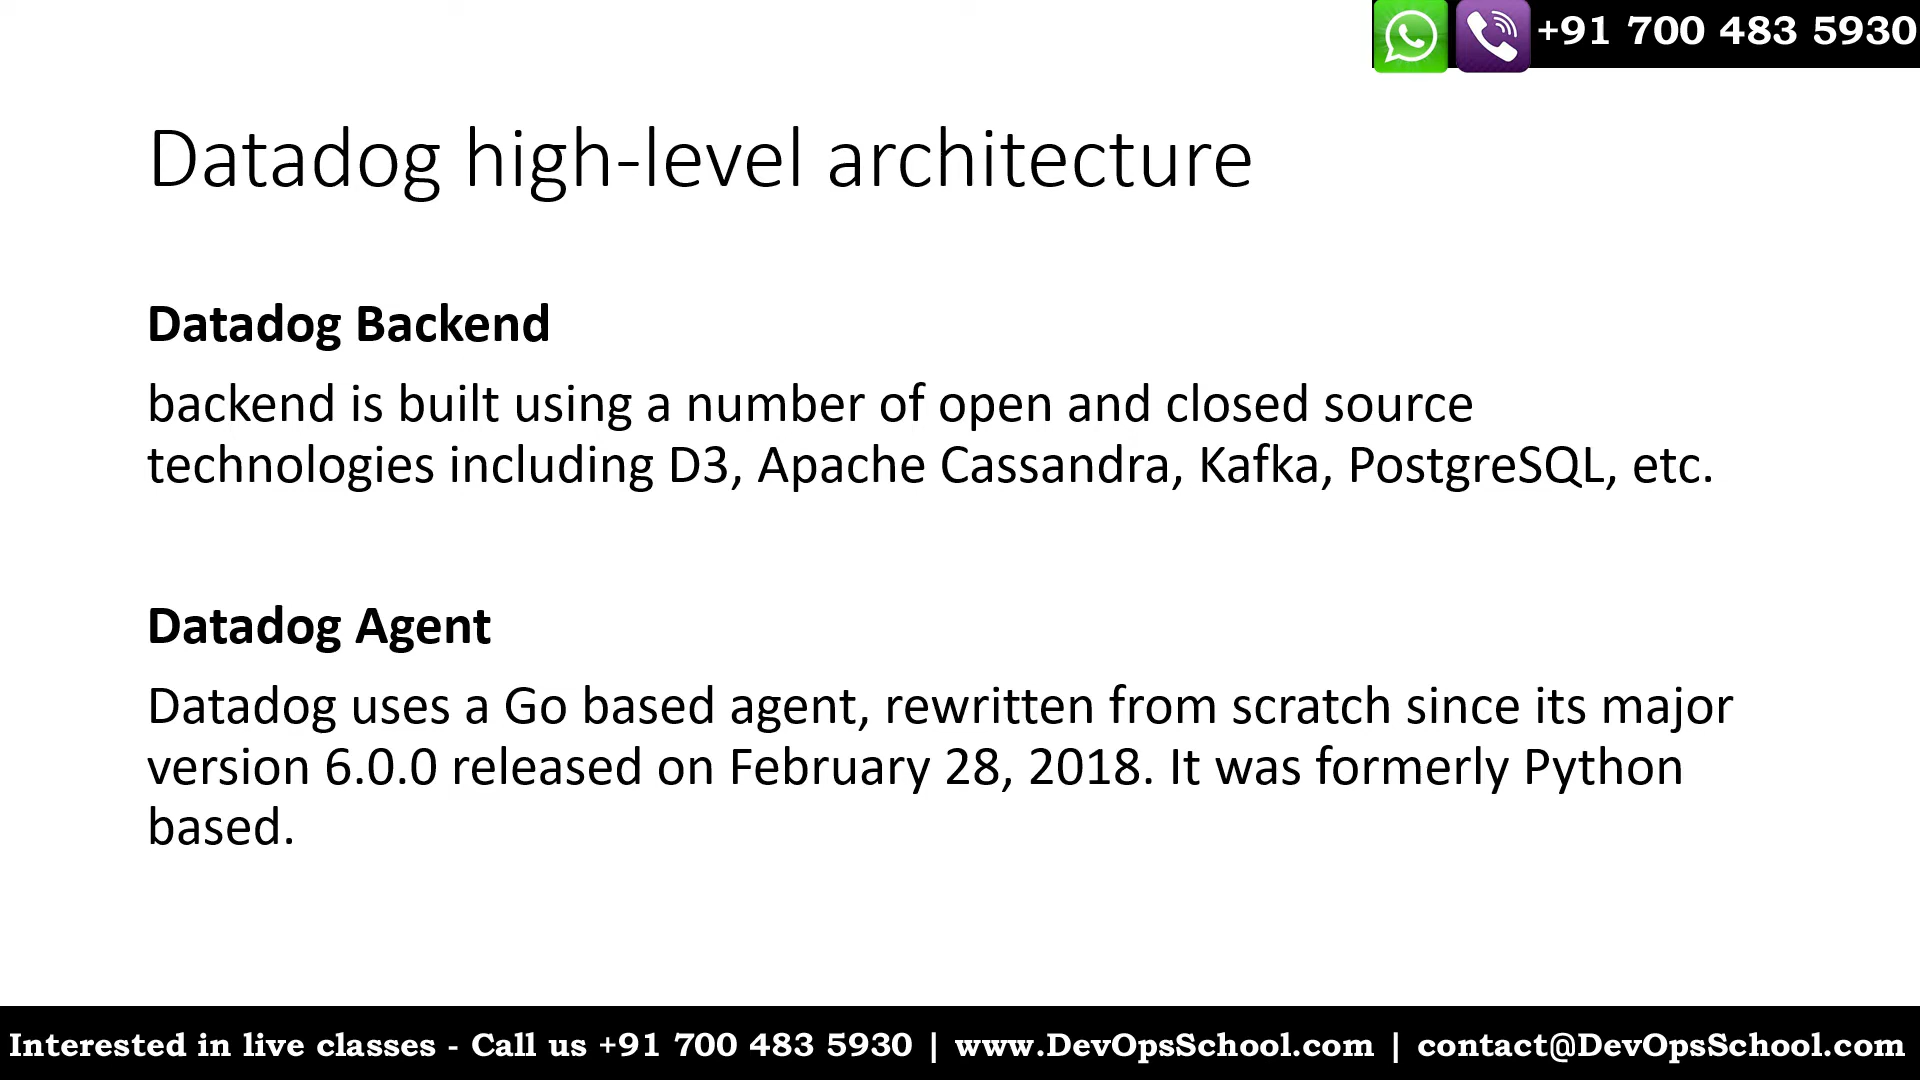 +91 700 483 5930
Datadog high-level architecture
Datadog Backend
backend is built using a number of open and closed source
technologies including D3, Apache Cassandra, Kafka, PostgreSQL, etc.
Datadog Agent
Datadog uses a Go based agent, rewritten from scratch since its major
version 6.0.0 released on February 28, 2018. It was formerly Python
based.
Interested in live classes - Call us +91 700 483 5930 | www.DevOpsSchool.com | contact@DevOpsSchool.com